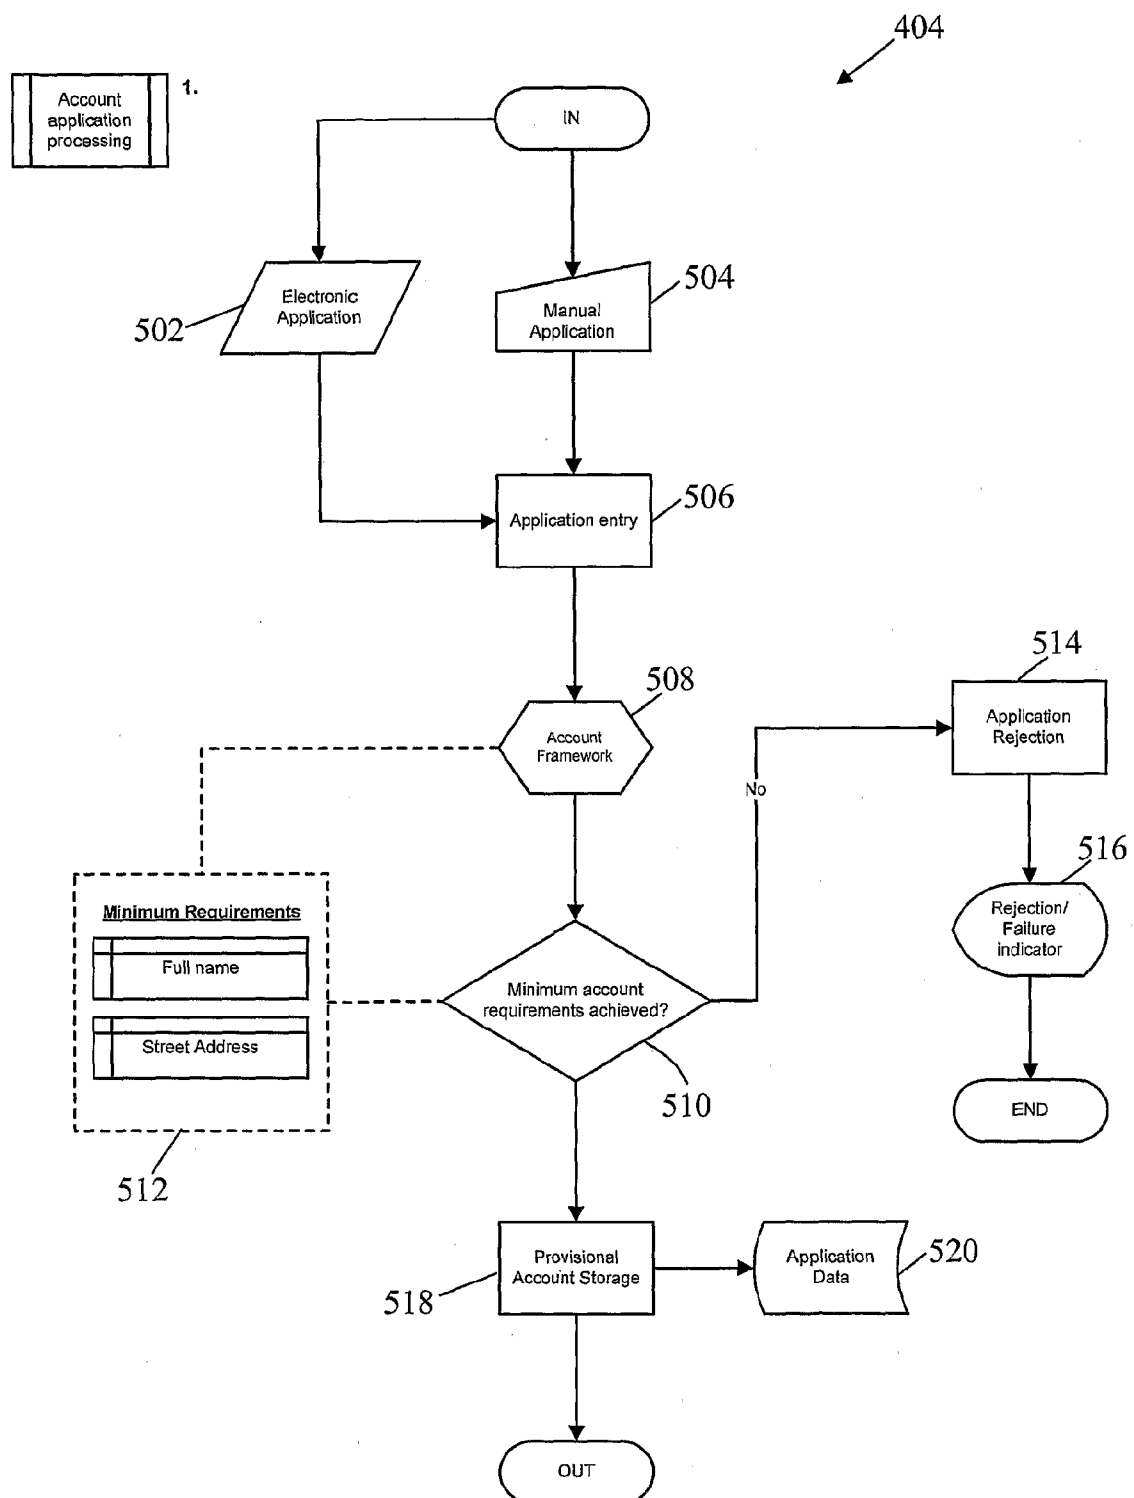 404
1.
Account
application
processing
IN
Electronic
Application
502
Manual
Application
504
Application entry
506
Account
Framework
508
514
Application
Rejection
No
516
Rejection/
Failure
indicator
Minimum Requirements
Full name
Street Address
512
Minimum account
requirements achieved?
510
END
Provisional
Account Storage
518
Application
Data
520
OUT